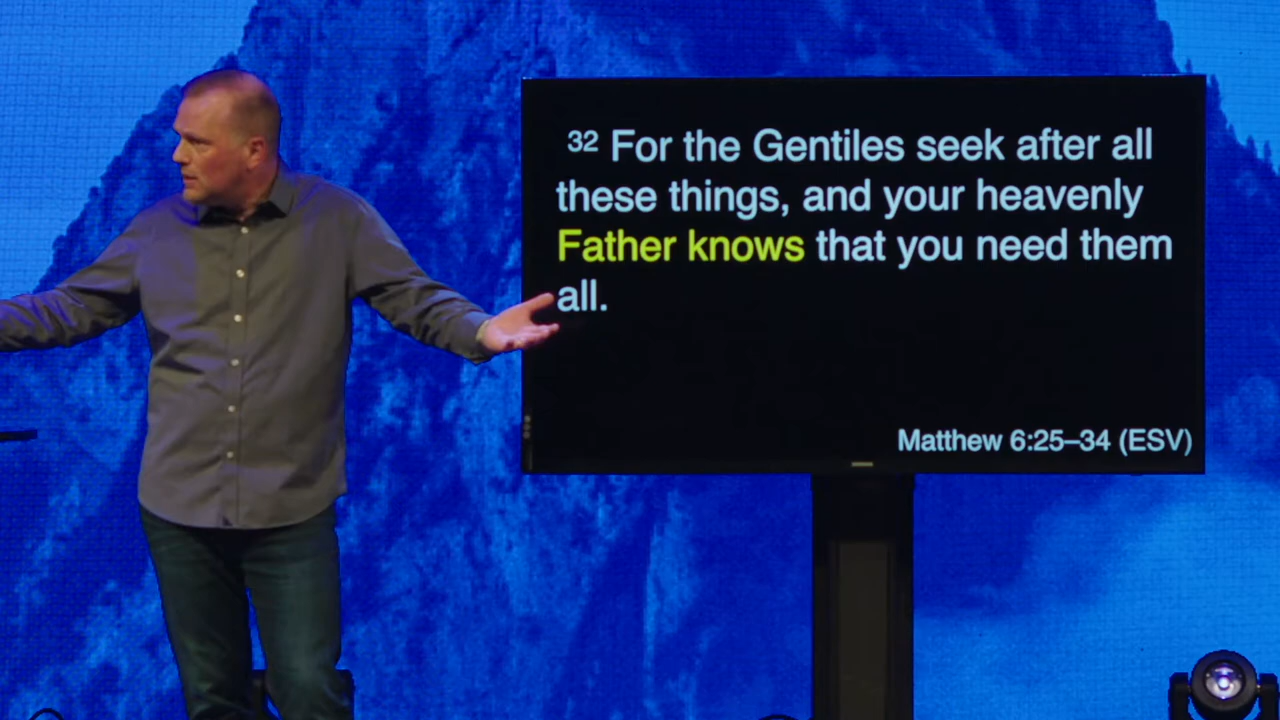 32 For the Gentiles seek after all
these things, and your heavenly
Father knows that you need them
all.
Matthew 6:25–34 (ESV)